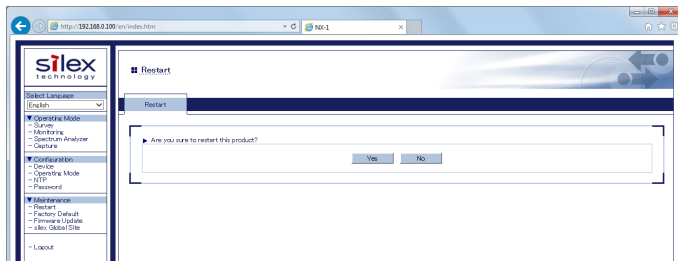 http://192.168.0.100/en/index.htm
NX-1
silex
technology
Select Language
English
Restart
Restart
Are you sure to restart this product?
Yes No
▼ Operating Mode
- Survey
- Monitoring
- Spectrum Analyzer
- Capture
▼ Configuration
- Device
- Operating Mode
- NTP
- Password
▼ Maintenance
- Restart
- Factory Default
- Firmware Update
- silex Global Site
- Logout